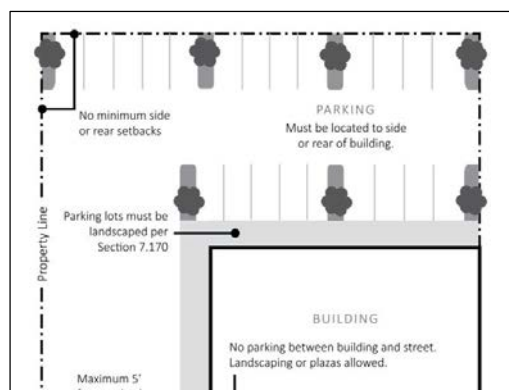 No minimum side
or rear setbacks
PARKING
Must be located to side
or rear of building.
Parking lots must be
landscaped per
Section 7.170
Property Line
BUILDING
No parking between building and street.
Landscaping or plazas allowed.
Maximum 5'